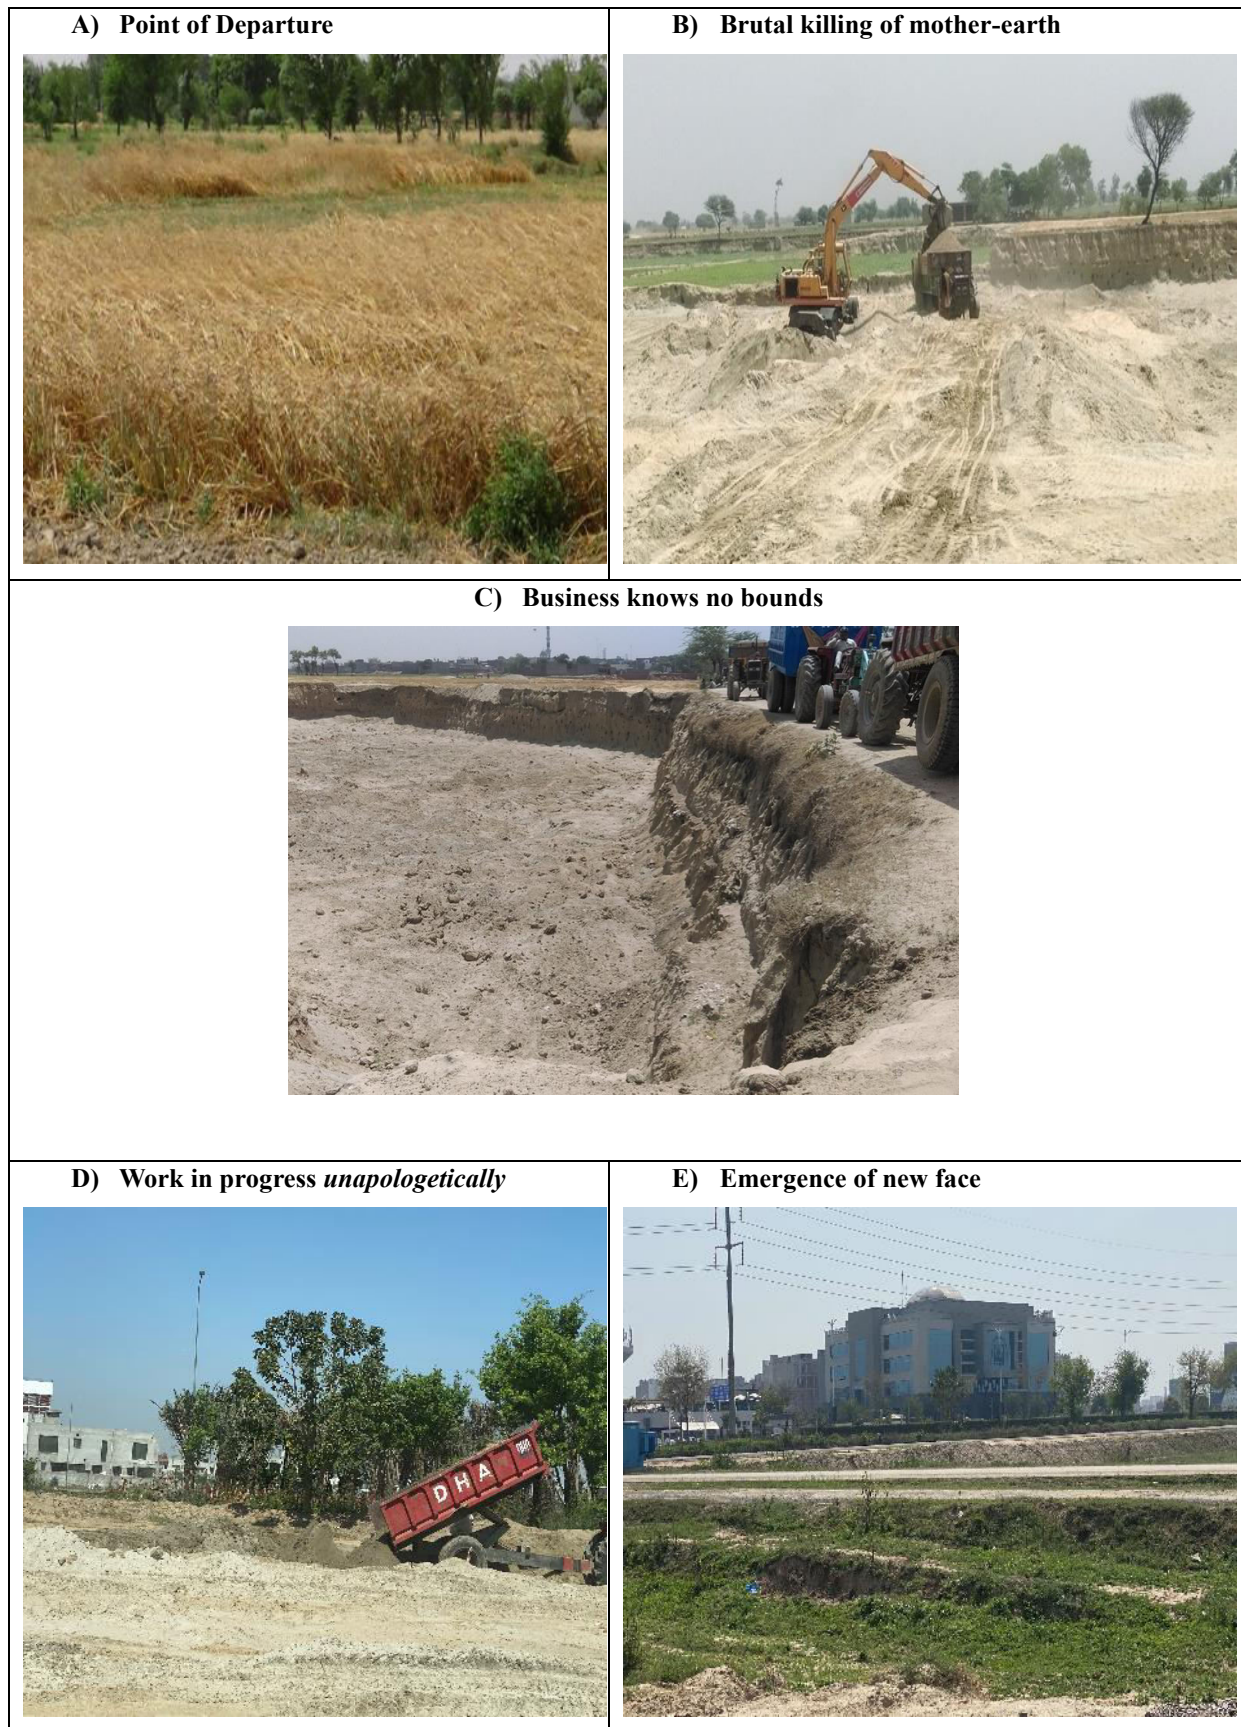 A) Point of Departure
B) Brutal killing of mother-earth
C) Business knows no bounds
D) Work in progress unapologetically
DHA
E) Emergence of new face